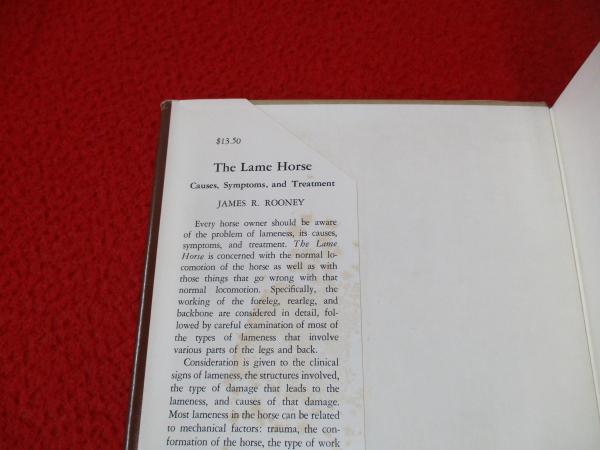 $13.50
The Lame Horse
Causes, Symptoms, and Treatment
JAMES R. ROONEY
Every horse owner should be aware
of the problem of lameness, its causes,
symptoms, and treatment. The Lame
Horse is concerned with the normal lo-
comotion of the horse as well as with
those things that go wrong with that
normal locomotion. Specifically, the
working of the foreleg, rearleg, and
backbone are considered in detail, fol-
lowed by careful examination of most of
the types of lameness that involve
various parts of the legs and back.
Consideration is given to the clinical
signs of lameness, the structures involved,
the type of damage that leads to the
lameness, and causes of that damage.
Most lameness in the horse can be related
to mechanical factors: trauma, the con-
formation of the horse, the type of work